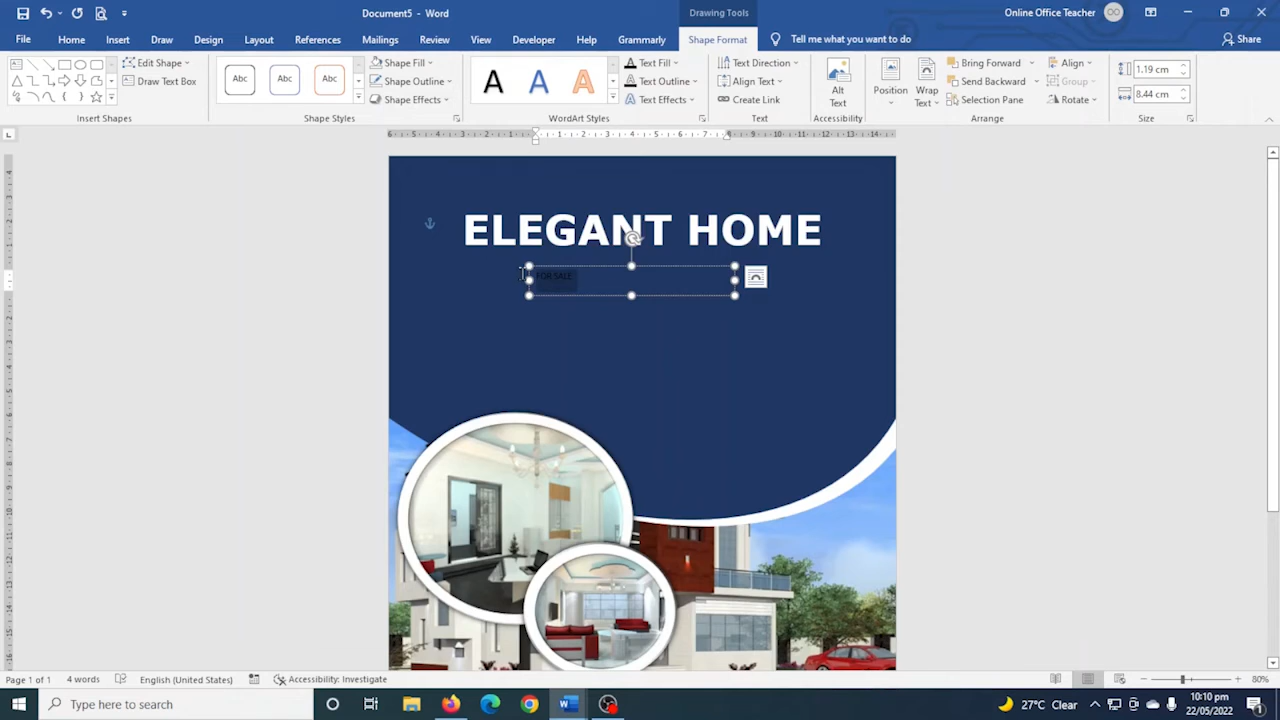 Document5 - Word
Drawing Tools
Online Office Teacher
OO
File
Home
Insert
Draw
Design
Layout
References
Mailings
Review
View
Developer
Help
Grammarly
Shape Format
Tell me what you want to do
Share
Edit Shape
Draw Text Box
Insert Shapes
Abc
Abc
Abc
Shape Fill
Shape Outline
Shape Effects
Shape Styles
A
A
A
Text Fill
Text Outline
Text Effects
WordArt Styles
Text Direction
Align Text
Create Link
Text
Alt
Text
Accessibility
Position
Wrap
Text
Bring Forward
Send Backward
Selection Pane
Align
Group
Rotate
Arrange
1.19 cm
8.44 cm
Size
ELEGANT HOME
FOR SALE
Page 1 of 1
4 words
English (United States)
Accessibility: Investigate
80%
Type here to search
27°C Clear
10:10 pm
22/05/2022